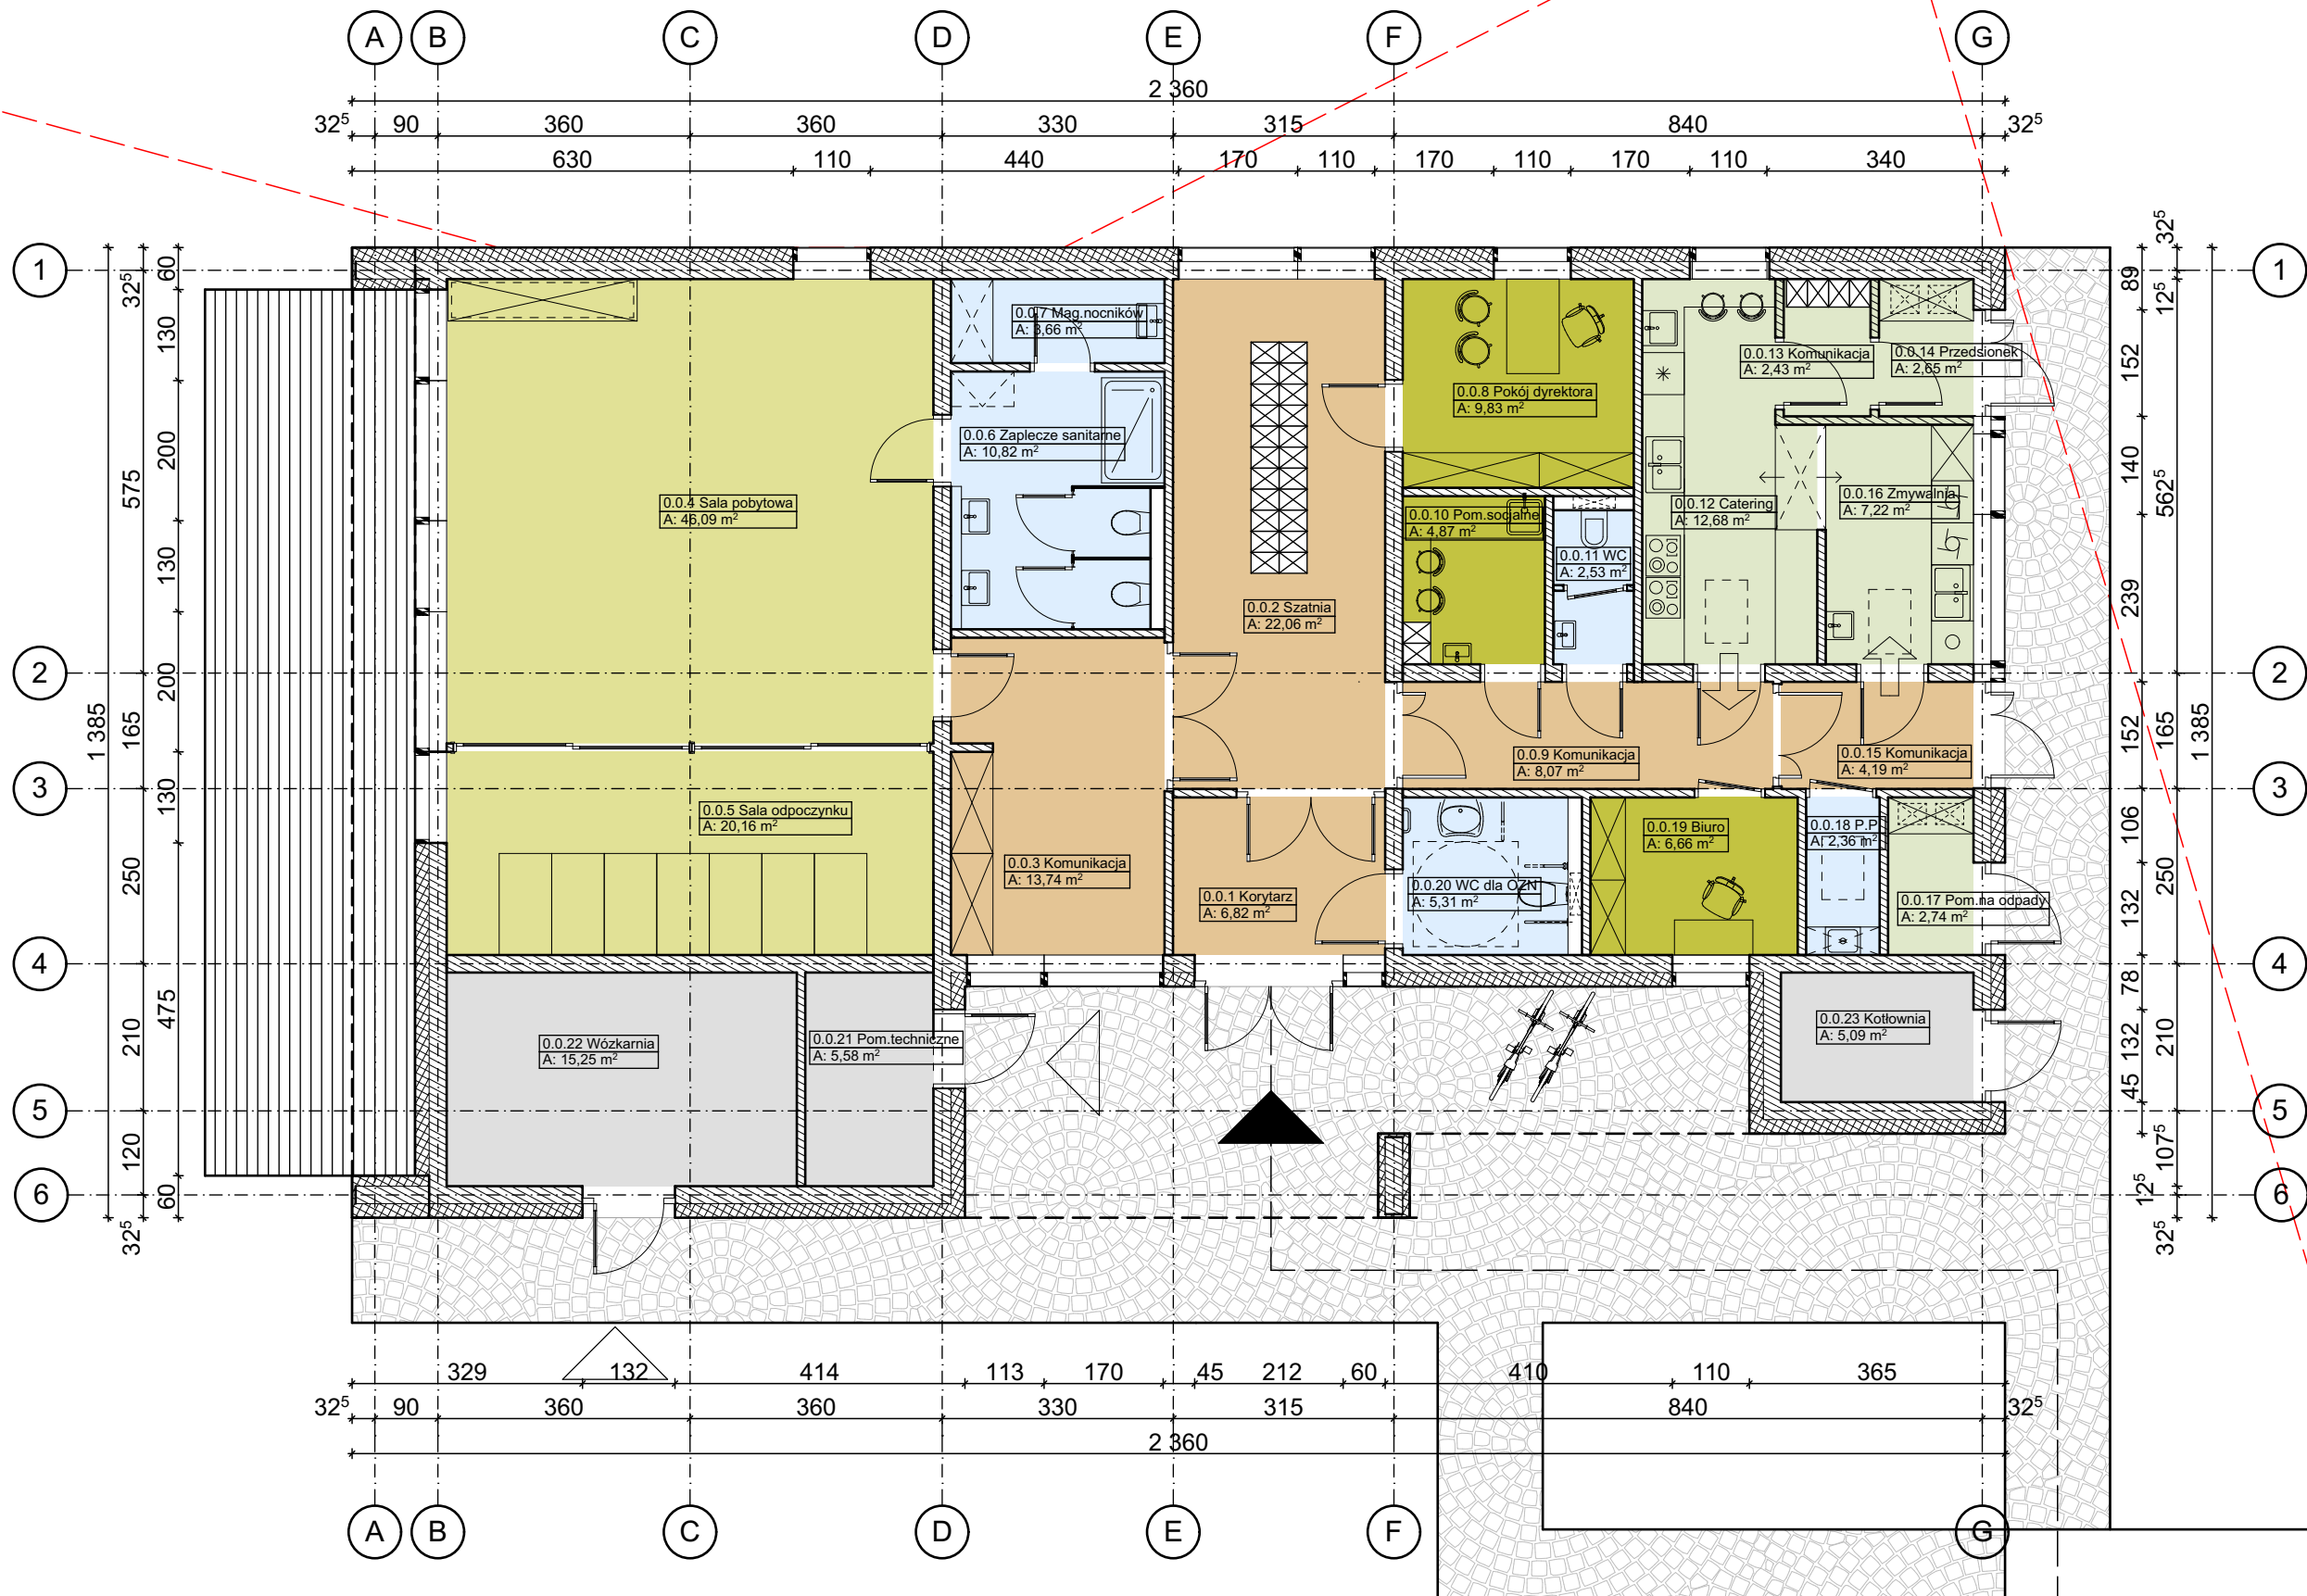 A B C D E F G
2 360
32⁵ 90 360 360 330 315 840 32⁵
630 110 440 170 110 170 110 170 110 340
1 1
2 2
3 3
4 4
5 5
6 6
1 385
32⁵ 575 200 165 250 210 120 32⁵
60 130 200 130 200 130 475 60
0.0.7 Mag.nocników
A: 3,66 m²
0.0.6 Zaplecze sanitarne
A: 10,82 m²
0.0.4 Sala pobytowa
A: 46,09 m²
0.0.8 Pokój dyrektora
A: 9,83 m²
0.0.13 Komunikacja
A: 2,43 m²
0.0.14 Przedsionek
A: 2,65 m²
0.0.10 Pom.socjalne
A: 4,87 m²
0.0.11 WC
A: 2,53 m²
0.0.12 Catering
A: 12,68 m²
0.0.16 Zmywalnia
A: 7,22 m²
0.0.2 Szatnia
A: 22,06 m²
0.0.9 Komunikacja
A: 8,07 m²
0.0.15 Komunikacja
A: 4,19 m²
0.0.5 Sala odpoczynku
A: 20,16 m²
0.0.3 Komunikacja
A: 13,74 m²
0.0.1 Korytarz
A: 6,82 m²
0.0.20 WC dla OZN
A: 5,31 m²
0.0.19 Biuro
A: 6,66 m²
0.0.18 P.P
A: 2,36 m²
0.0.17 Pom.na odpady
A: 2,74 m²
0.0.22 Wózkarnia
A: 15,25 m²
0.0.21 Pom.techniczne
A: 5,58 m²
0.0.23 Kotłownia
A: 5,09 m²
89 152 140 239 152 106 132 78 132 45
32⁵ 12⁵ 562⁵ 165 250 210 107⁵ 12⁵ 32⁵
1 385
329 132 414 113 170 45 212 60 410 110 365
32⁵ 90 360 360 330 315 840 32⁵
2 360
A B C D E F G